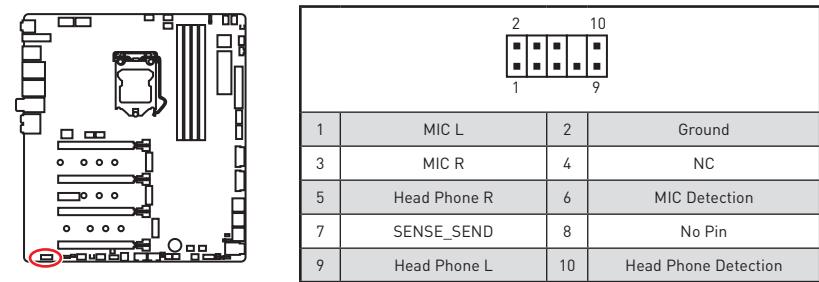 2 10
1 9
1 MIC L 2 Ground
3 MIC R 4 NC
5 Head Phone R 6 MIC Detection
7 SENSE_SEND 8 No Pin
9 Head Phone L 10 Head Phone Detection